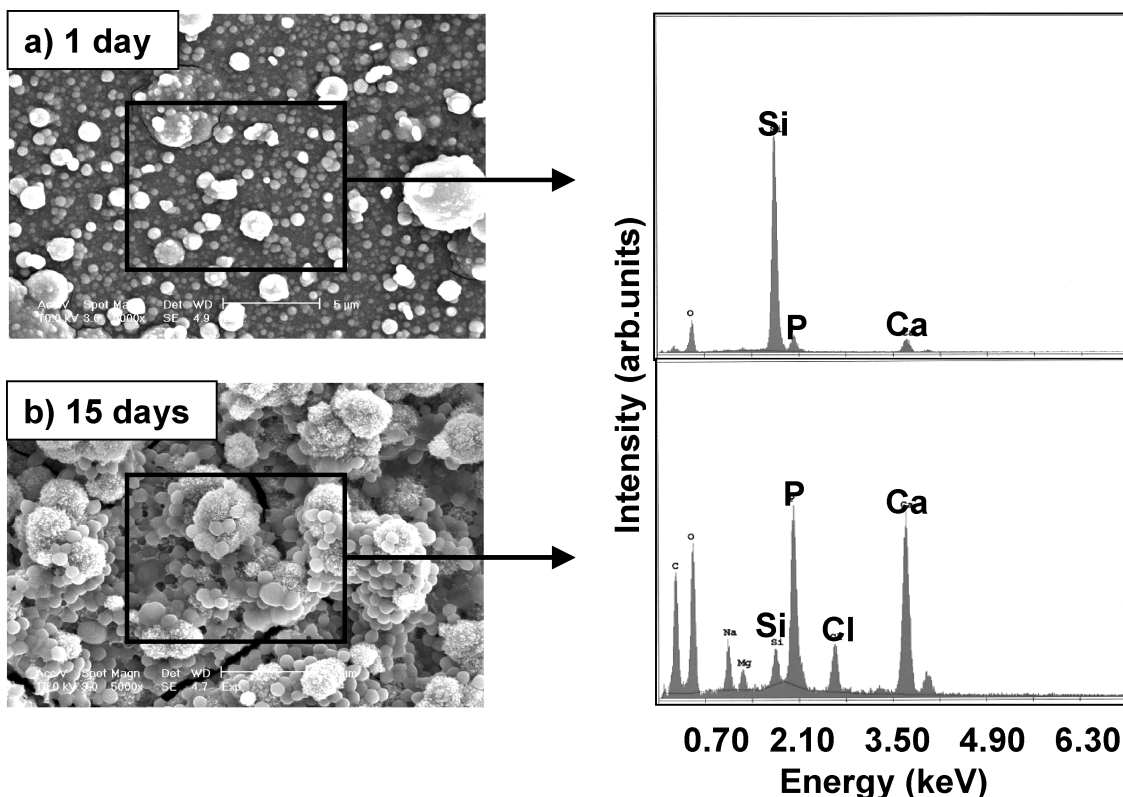 a) 1 day
Acc.V Spot Magn Det WD
10.0 kV 3.0 5000x SE 4.9
5 µm
b) 15 days
Acc.V Spot Magn Det WD
10.0 kV 3.0 5000x SE 4.7 Exp
Intensity (arb.units)
O
Si
P
Ca
C
O
Na
Mg
Si
Si
P
Cl
Ca
0.70 2.10 3.50 4.90 6.30
Energy (keV)